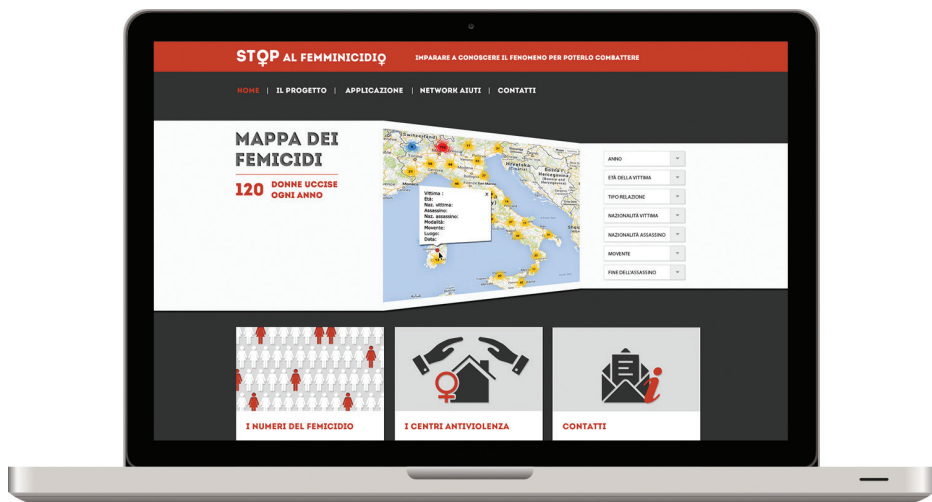 STOP AL FEMMINICIDIO
IMPARARE A CONOSCERE IL FENOMENO PER POTERLO COMBATTERE
HOME | IL PROGETTO | APPLICAZIONE | NETWORK AIUTI | CONTATTI
MAPPA DEI
FEMICIDI
120 DONNE UCCISE
OGNI ANNO
Hrvatska
Vittima :
X
Età:
Naz. vittima:
Assassino:
Naz. assassino:
Modalità:
Movente:
Luogo:
Data:
ANNO
ETÀ DELLA VITTIMA
TIPO RELAZIONE
NAZIONALITÀ VITTIMA
NAZIONALITÀ ASSASSINO
MOVENTE
FINE DELL'ASSASSINO
I NUMERI DEL FEMICIDIO
I CENTRI ANTIVIOLENZA
i
CONTATTI